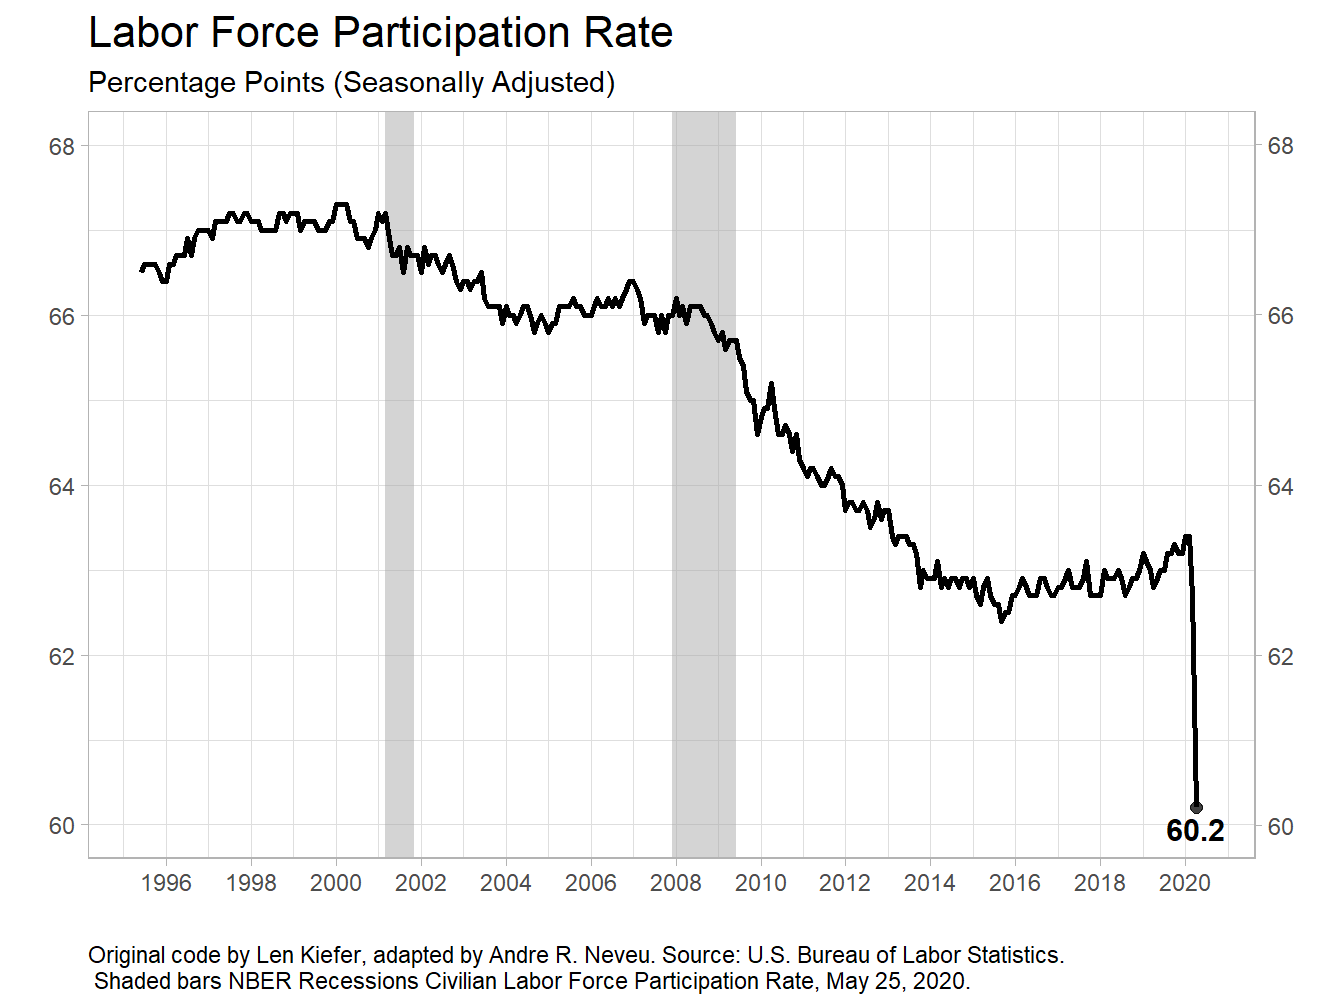 Labor Force Participation Rate
Percentage Points (Seasonally Adjusted)
68 68
66 66
64 64
62 62
60 60
60.2
1996 1998 2000 2002 2004 2006 2008 2010 2012 2014 2016 2018 2020
Original code by Len Kiefer, adapted by Andre R. Neveu. Source: U.S. Bureau of Labor Statistics.
Shaded bars NBER Recessions Civilian Labor Force Participation Rate, May 25, 2020.